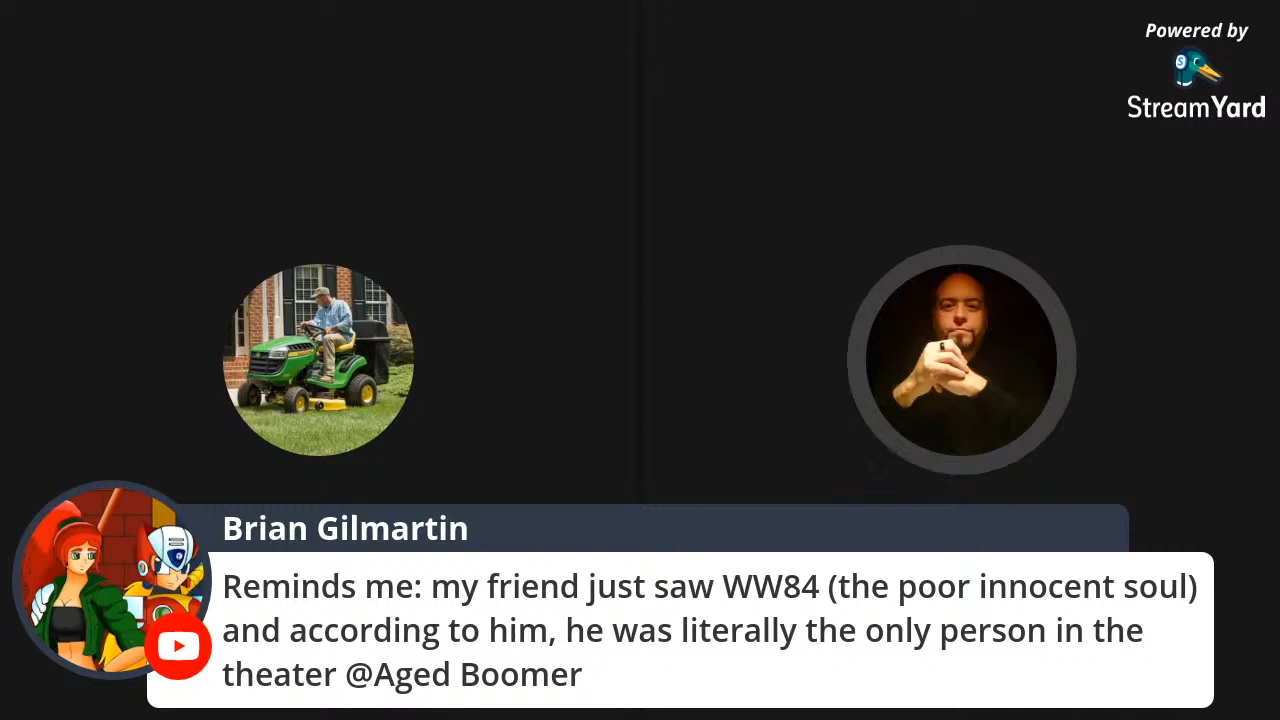 Powered by
StreamYard
Brian Gilmartin
Reminds me: my friend just saw WW84 (the poor innocent soul)
and according to him, he was literally the only person in the
theater @Aged Boomer